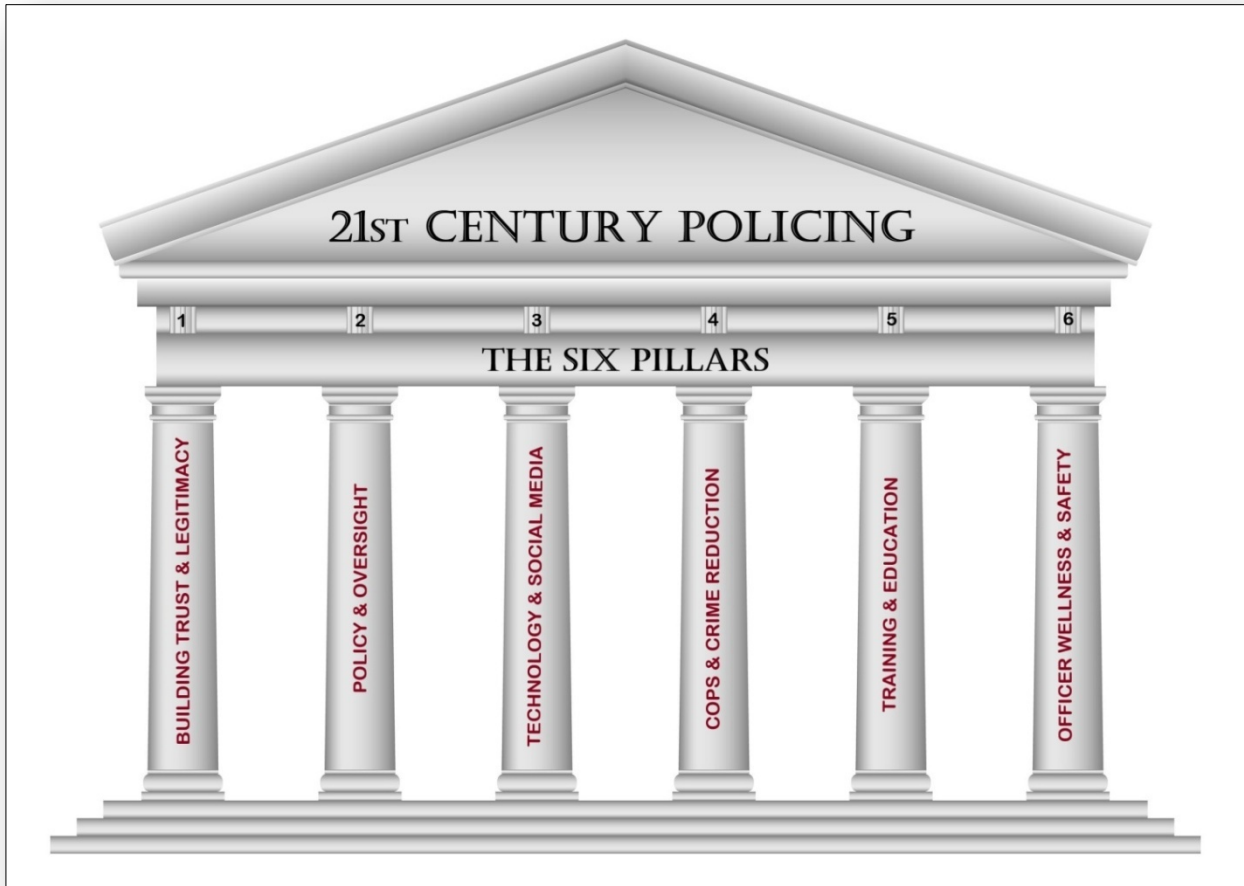 21ST CENTURY POLICING
1 2 3 4 5 6
THE SIX PILLARS
BUILDING TRUST & LEGITIMACY
POLICY & OVERSIGHT
TECHNOLOGY & SOCIAL MEDIA
COPS & CRIME REDUCTION
TRAINING & EDUCATION
OFFICER WELLNESS & SAFETY